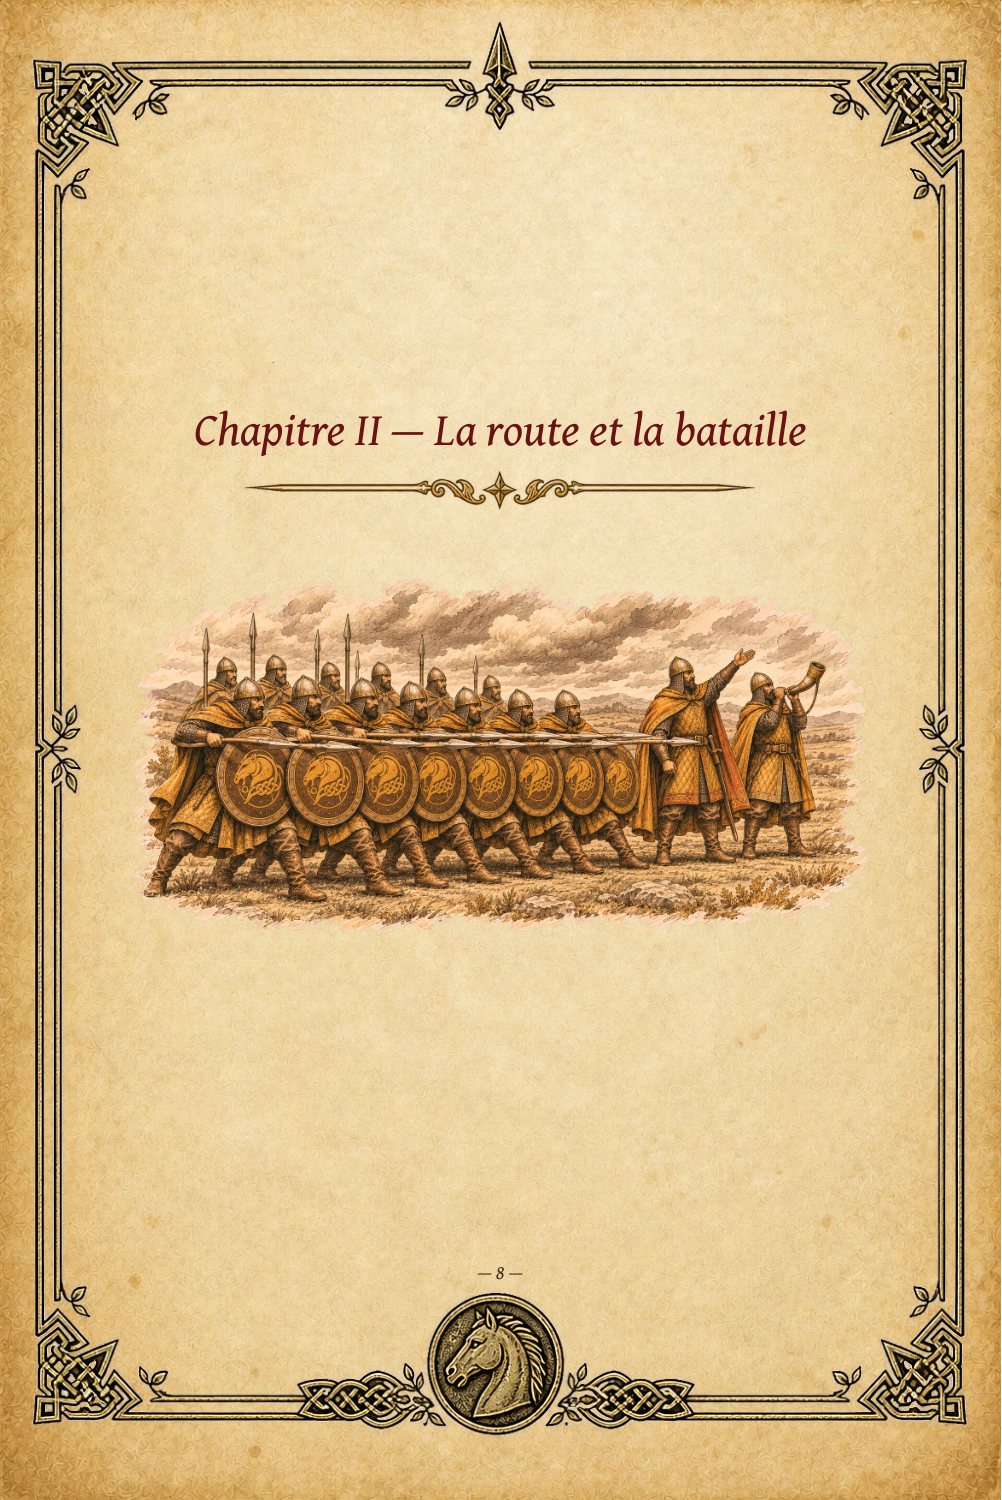 Chapitre II — La route et la bataille
— 8 —